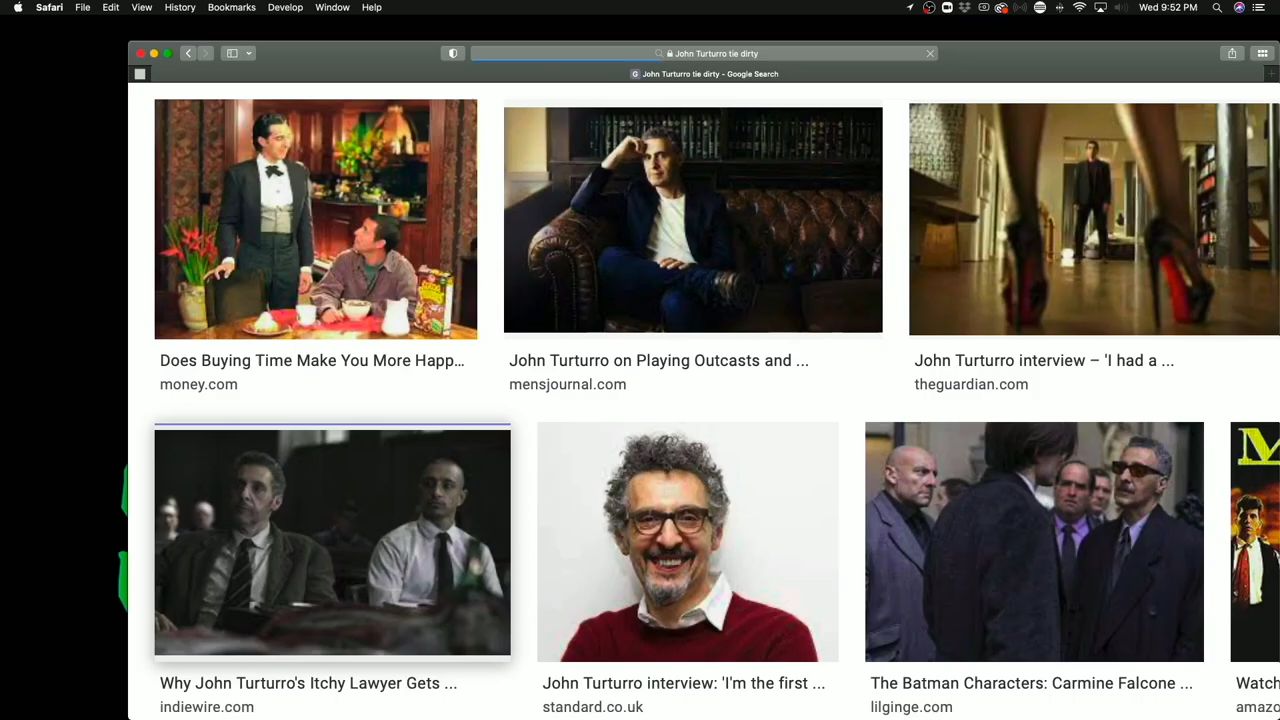 Safari File Edit View History Bookmarks Develop Window Help Wed 9:52 PM
John Turturro tie dirty
G John Turturro tie dirty - Google Search
Does Buying Time Make You More Happ...
money.com
John Turturro on Playing Outcasts and ...
mensjournal.com
John Turturro interview – 'I had a ...
theguardian.com
Why John Turturro's Itchy Lawyer Gets ...
indiewire.com
John Turturro interview: 'I'm the first ...
standard.co.uk
The Batman Characters: Carmine Falcone ...
lilginge.com
M
Watch
amazo